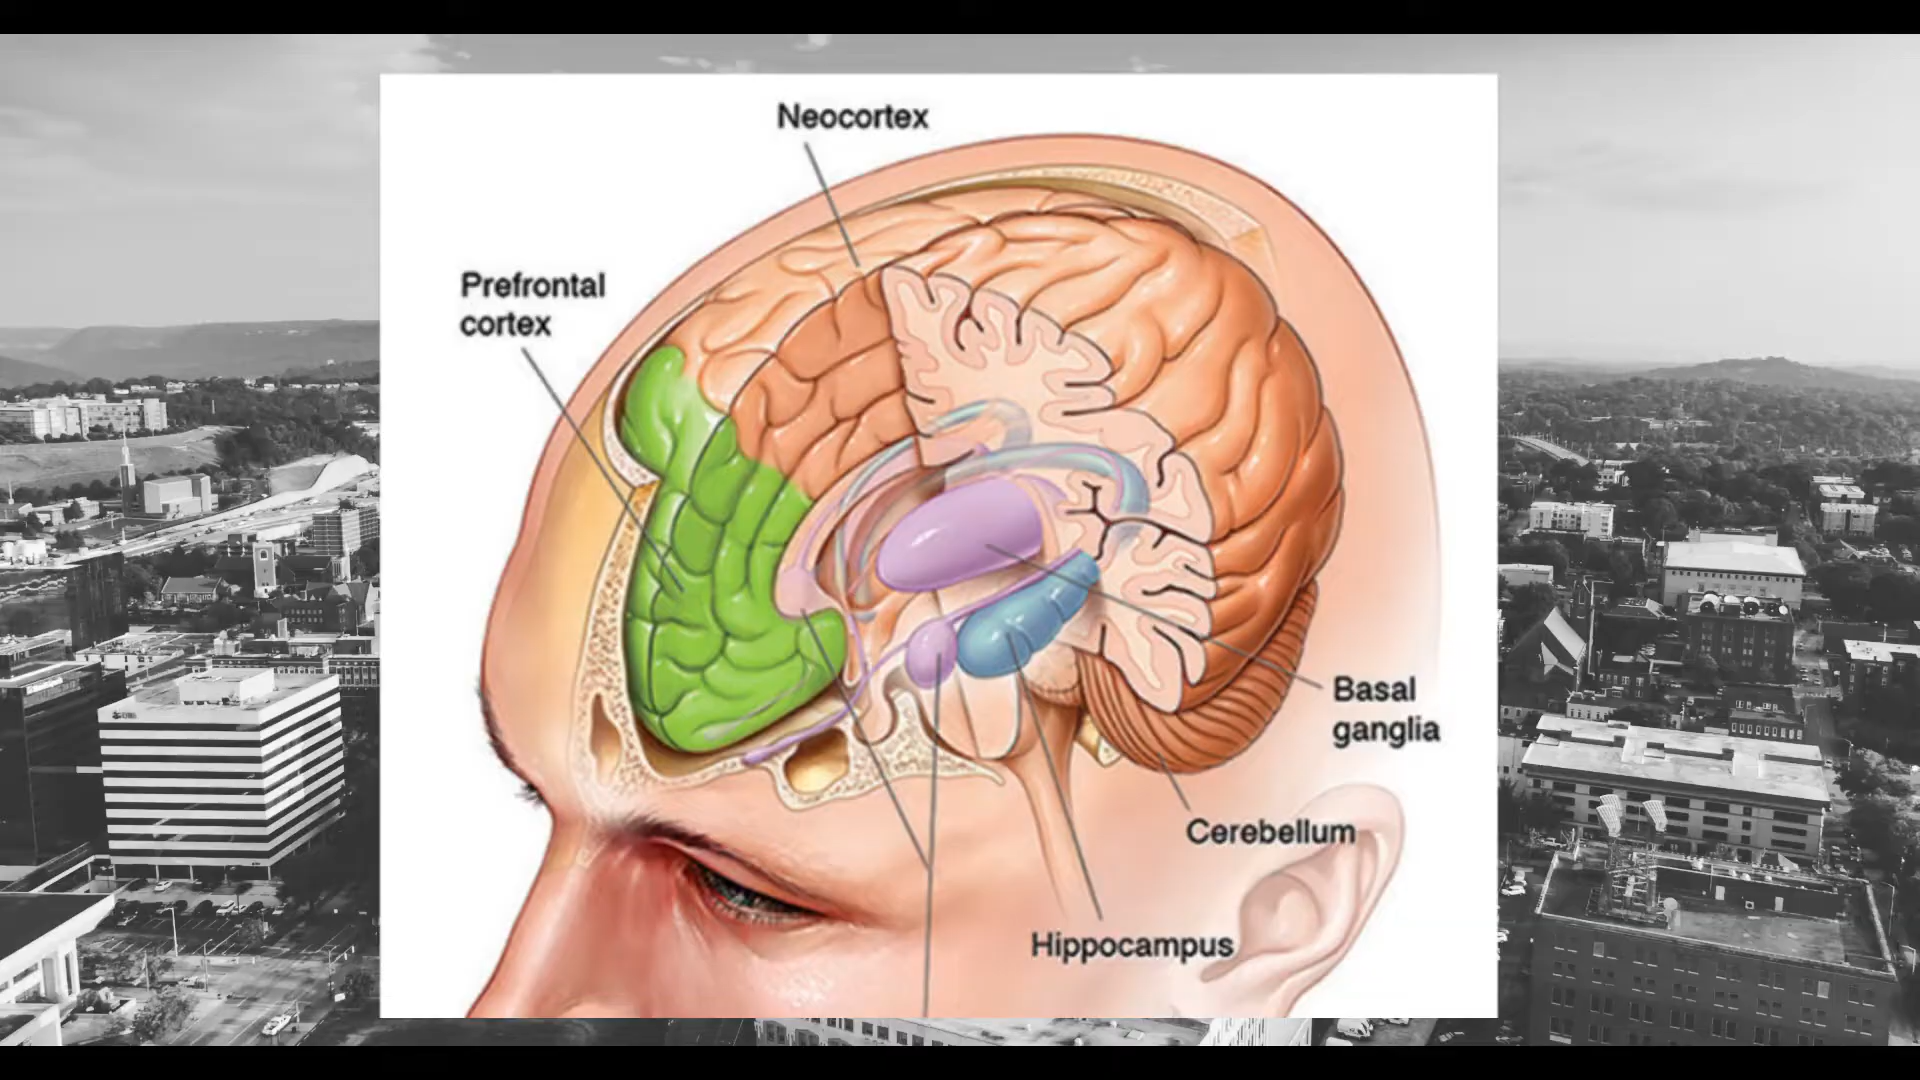 Neocortex
Prefrontal
cortex
Basal
ganglia
Cerebellum
Hippocampus